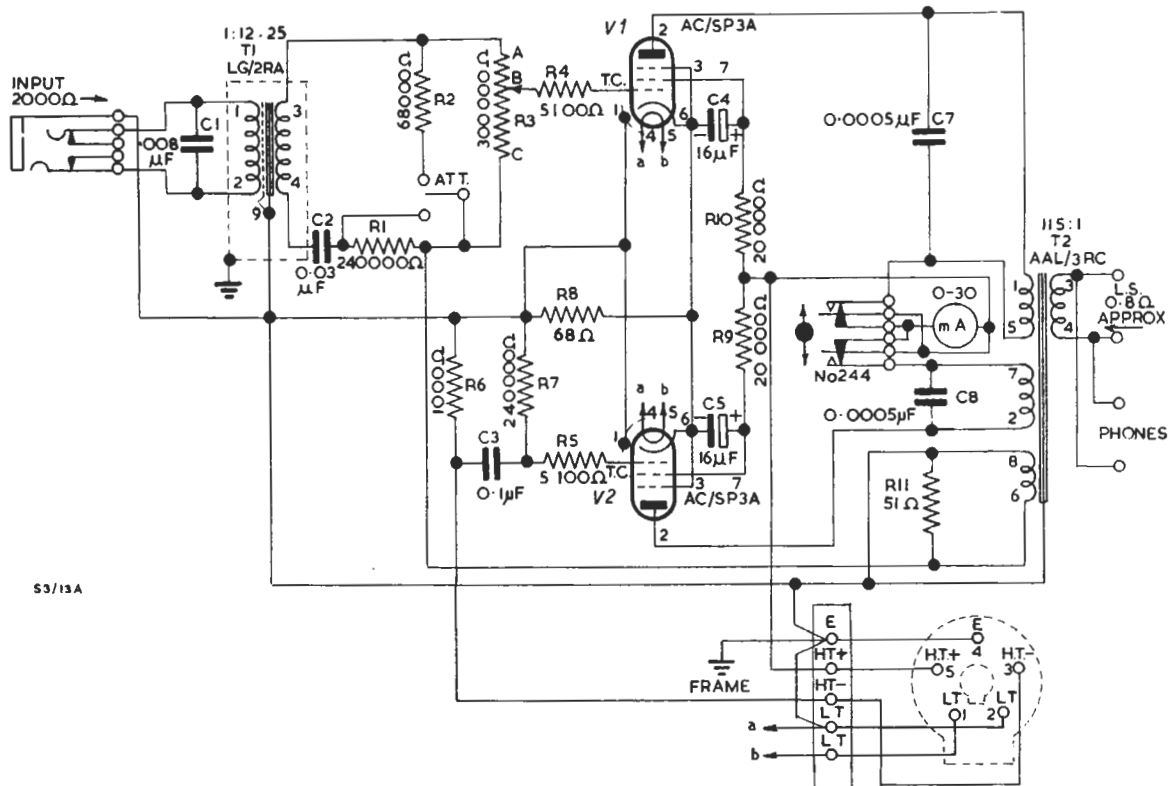 1:12·25
T1
LG/2RA
INPUT
2000Ω
C1
·008
μF
1
2
3
4
9
C2
0·03
μF
R1
240000Ω
68000Ω
R2
ATT.
300000Ω
A
B
R3
C
R4
5100Ω
V1
AC/SP3A
T.C.
2
3
7
1
4
5
6
a
b
C4
16μF
R10
20000Ω
R9
20000Ω
R8
68Ω
1000Ω
R6
240000Ω
R7
C3
0·1μF
R5
5100Ω
T.C.
V2
AC/SP3A
a
b
1
4
5
6
3
7
2
C5
16μF
0·0005μF
C7
0-30
mA
No244
0·0005μF
C8
R11
51Ω
115:1
T2
AAL/3RC
1
5
3
4
7
2
8
6
L.S.
0·8Ω
APPROX
PHONES
S3/13A
FRAME
E
HT+
HT-
LT
LT
a
b
E
4
H.T.+
5
H.T-
3
LT
1
LT
2